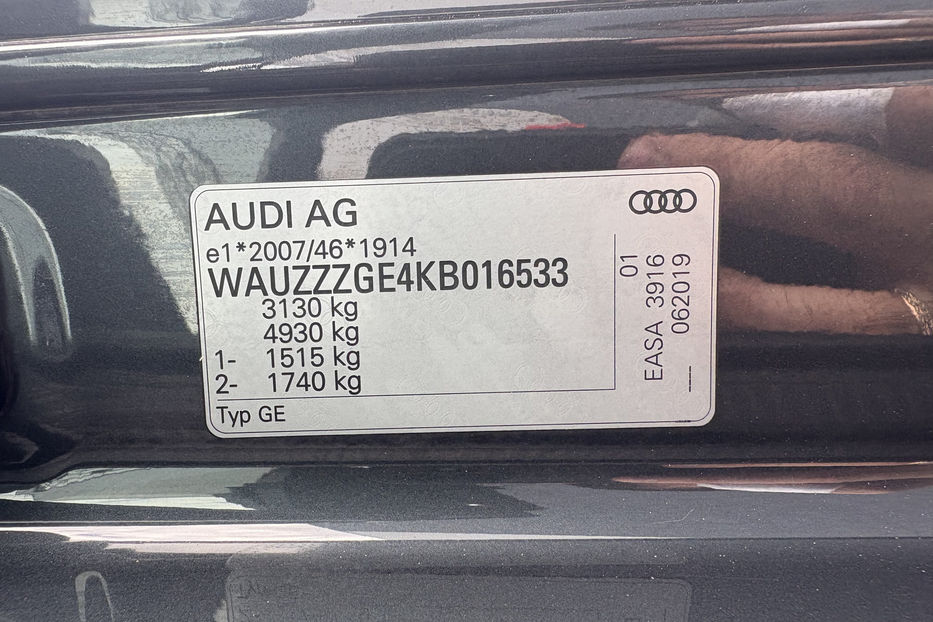 AUDI AG
e1*2007/46*1914
WAUZZZGE4KB016533
3130 kg
4930 kg
1- 1515 kg
2- 1740 kg
Typ GE
01
EASA 3916
062019